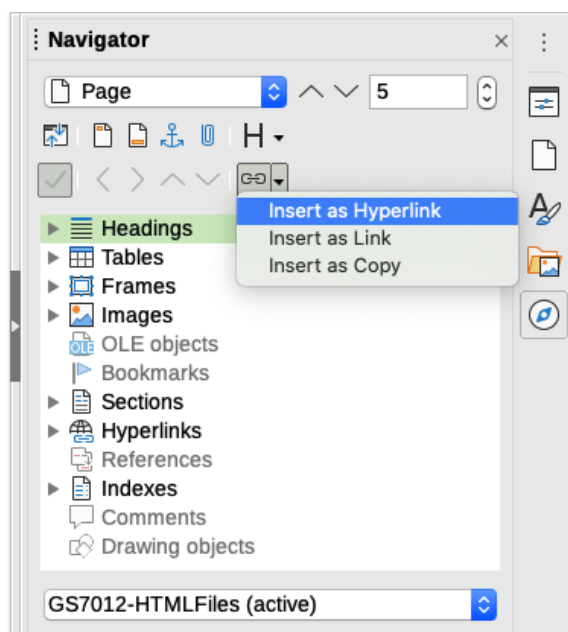 Navigator
Page
5
H
Insert as Hyperlink
Insert as Link
Insert as Copy
Headings
Tables
Frames
Images
OLE OLE objects
Bookmarks
Sections
Hyperlinks
References
Indexes
Comments
Drawing objects
GS7012-HTMLFiles (active)